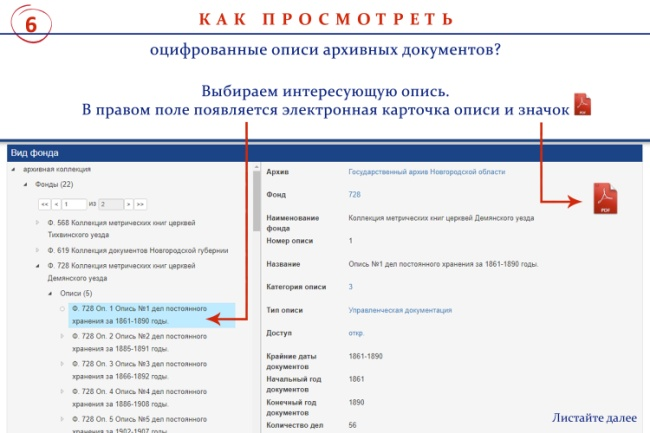 6
КАК ПРОСМОТРЕТЬ
оцифрованные описи архивных документов?
Выбираем интересующую опись.
В правом поле появляется электронная карточка описи и значок
PDF
Вид фонда
архивная коллекция
Фонды (22)
<< < 1 из 2 > >>
Ф. 568 Коллекция метрических книг церквей
Тихвинского уезда
Ф. 619 Коллекция документов Новгородской губернии
Ф. 728 Коллекция метрических книг церквей
Демянского уезда
Описи (5)
Ф. 728 Оп. 1 Опись №1 дел постоянного
хранения за 1861-1890 годы.
Ф. 728 Оп. 2 Опись №2 дел постоянного
хранения за 1885-1891 годы.
Ф. 728 Оп. 3 Опись №3 дел постоянного
хранения за 1866-1892 годы.
Ф. 728 Оп. 4 Опись №4 дел постоянного
хранения за 1886-1908 годы.
Ф. 728 Оп. 5 Опись №5 дел постоянного
хранения за 1902-1907 годы.
Архив Государственный архив Новгородской области
Фонд 728
Наименование Коллекция метрических книг церквей Демянского уезда
фонда
Номер описи 1
Название Опись №1 дел постоянного хранения за 1861-1890 годы.
Категория описи 3
Тип описи Управленческая документация
Доступ откр.
Крайние даты 1861-1890
документов
Начальный год 1861
документов
Конечный год 1890
документов
Количество дел 56
PDF
Листайте далее